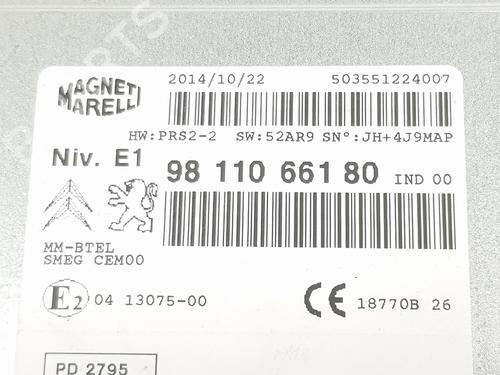 MAGNETI
MARELLI
2014/10/22 503551224007
HW:PRS2-2 SW:52AR9 SN°:JH+4J9MAP
Niv. E1 98 110 661 80 IND 00
MM-BTEL
SMEG CEM00
E2 04 13075-00 CE 18770B 26
PD 2795